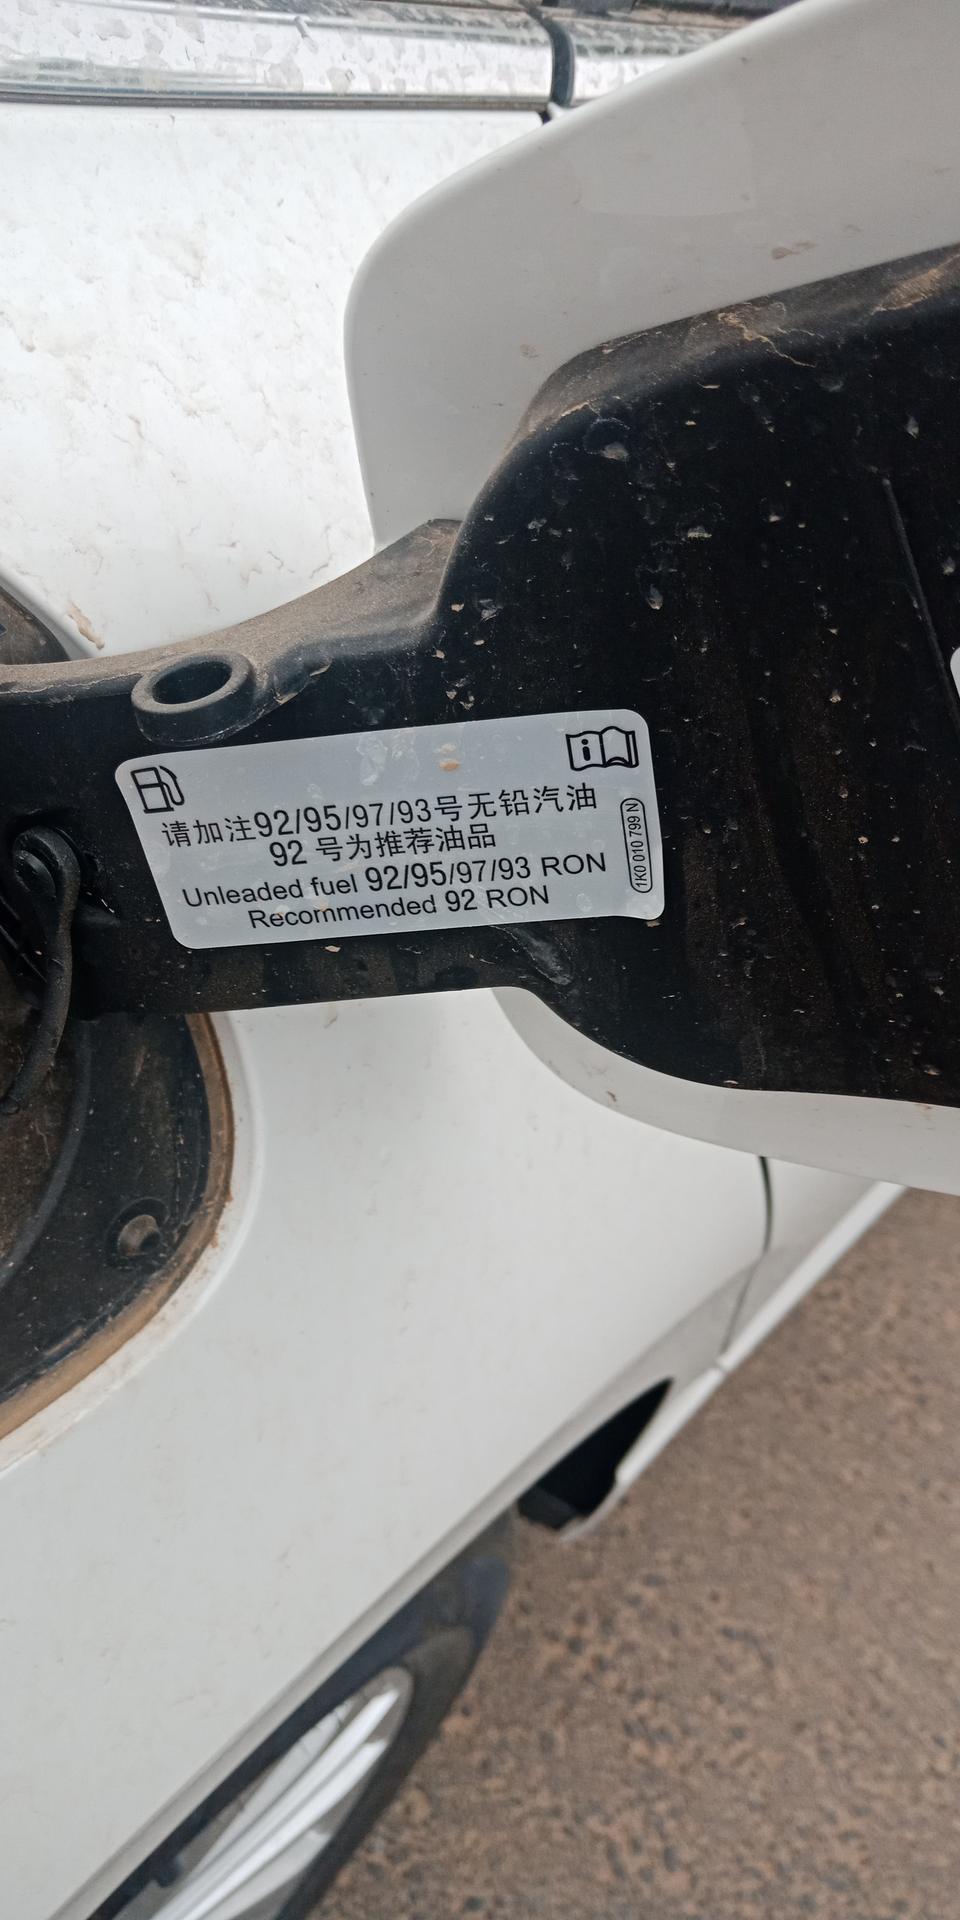 请加注92/95/97/93号无铅汽油
92 号为推荐油品
Unleaded fuel 92/95/97/93 RON
Recommended 92 RON
1K0 010 799 N